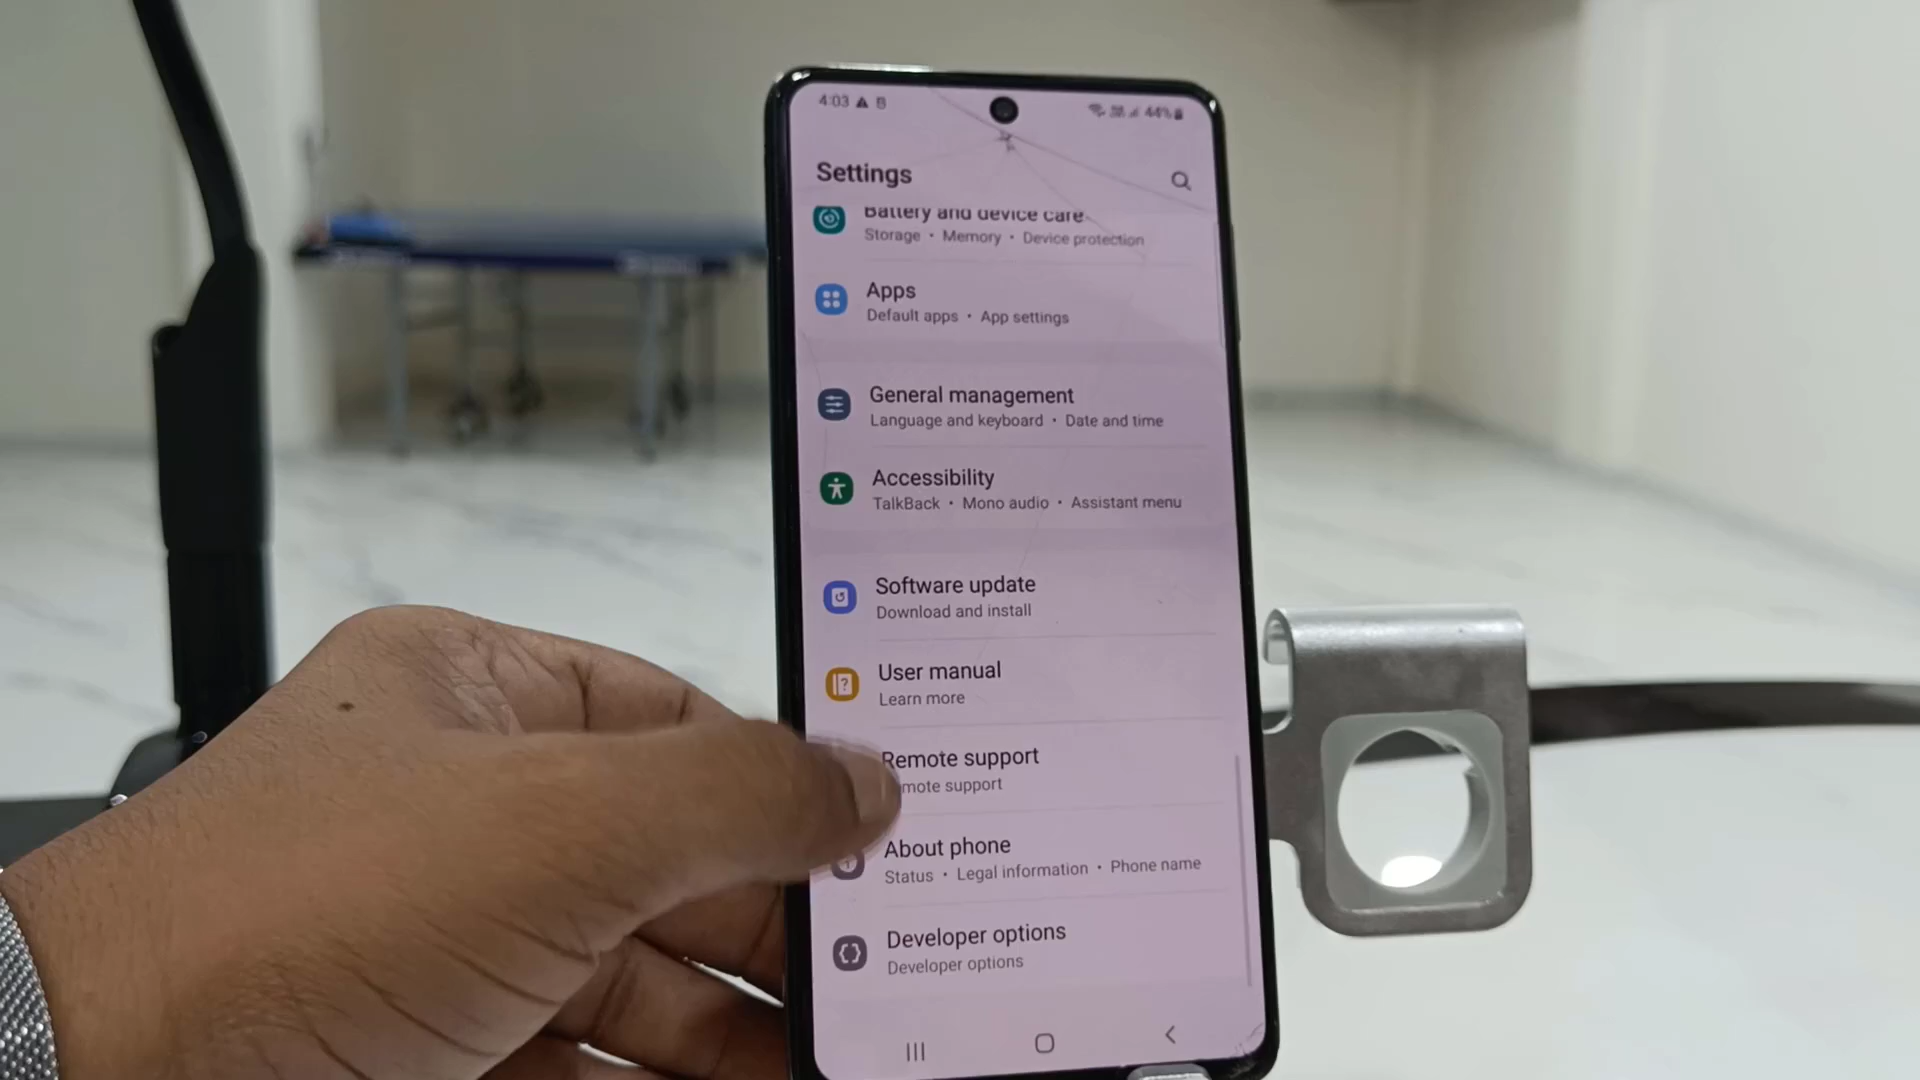 4:03
44%
Settings
Battery and device care
Storage • Memory • Device protection
Apps
Default apps • App settings
General management
Language and keyboard • Date and time
Accessibility
TalkBack • Mono audio • Assistant menu
Software update
Download and install
User manual
Learn more
Remote support
mote support
About phone
Status • Legal information • Phone name
Developer options
Developer options